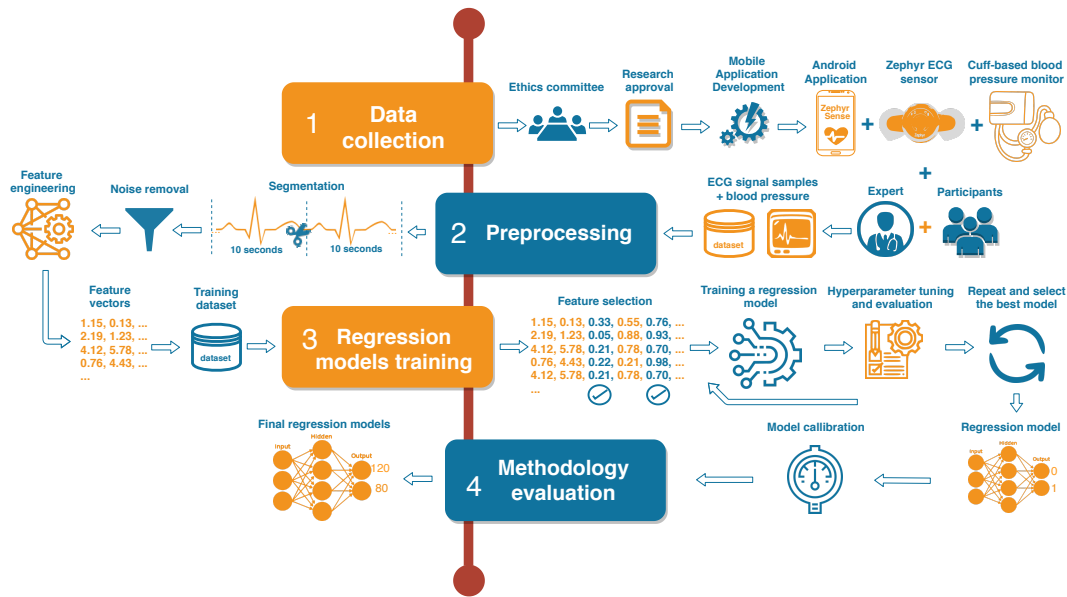 1
Data
collection
Ethics committee
Research
approval
Mobile
Application
Development
Android
Application
Zephyr
Sense
Zephyr ECG
sensor
Cuff-based blood
pressure monitor
+
+
+
Participants
+
Expert
ECG signal samples
+ blood pressure
dataset
2
Preprocessing
Segmentation
10 seconds
10 seconds
Noise removal
Feature
engineering
Feature
vectors
1.15, 0.13, ...
2.19, 1.23, ...
4.12, 5.78, ...
0.76, 4.43, ...
...
Training
dataset
dataset
3
Regression
models training
Feature selection
1.15, 0.13, 0.33, 0.55, 0.76, ...
2.19, 1.23, 0.05, 0.88, 0.93, ...
4.12, 5.78, 0.21, 0.78, 0.70, ...
0.76, 4.43, 0.22, 0.21, 0.98, ...
4.12, 5.78, 0.21, 0.78, 0.70, ...
...
Training a regression
model
Hyperparameter tuning
and evaluation
Repeat and select
the best model
Regression model
Input
Hidden
Output
0
1
Model callibration
4
Methodology
evaluation
Final regression models
Input
Hidden
Output
120
80